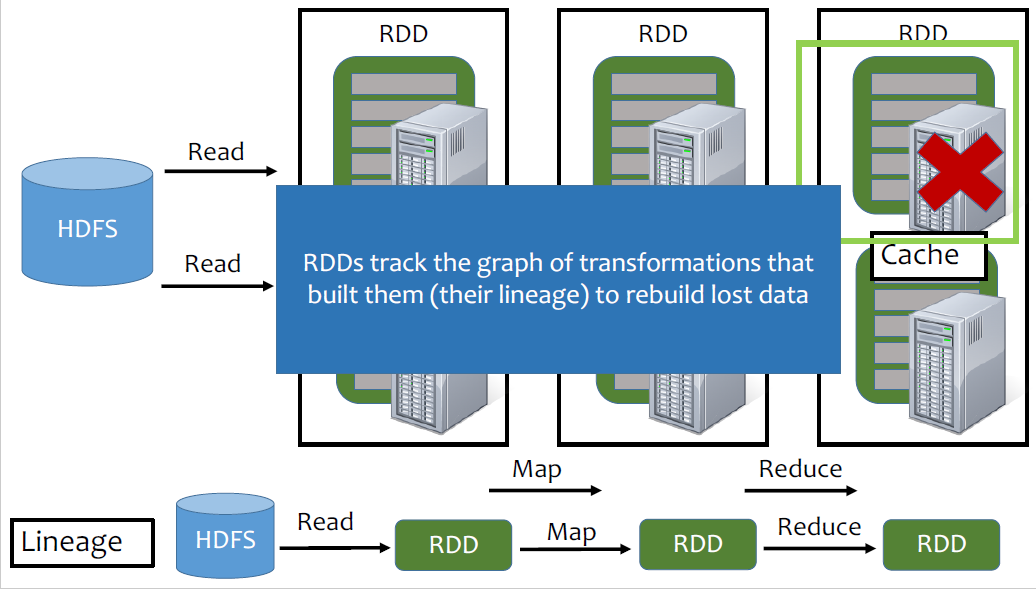 RDD
RDD
RDD
Read
HDFS
Read
RDDs track the graph of transformations that
built them (their lineage) to rebuild lost data
Cache
Map
Reduce
Lineage
HDFS
Read
RDD
Map
RDD
Reduce
RDD